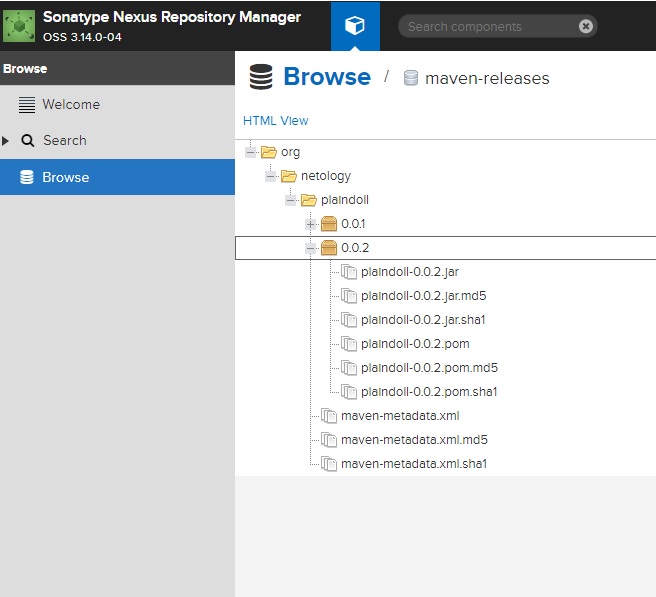 Sonatype Nexus Repository Manager
OSS 3.14.0-04
Search components
Browse
Welcome
Search
Browse
Browse / maven-releases
HTML View
org
netology
plaindoll
0.0.1
0.0.2
plaindoll-0.0.2.jar
plaindoll-0.0.2.jar.md5
plaindoll-0.0.2.jar.sha1
plaindoll-0.0.2.pom
plaindoll-0.0.2.pom.md5
plaindoll-0.0.2.pom.sha1
maven-metadata.xml
maven-metadata.xml.md5
maven-metadata.xml.sha1